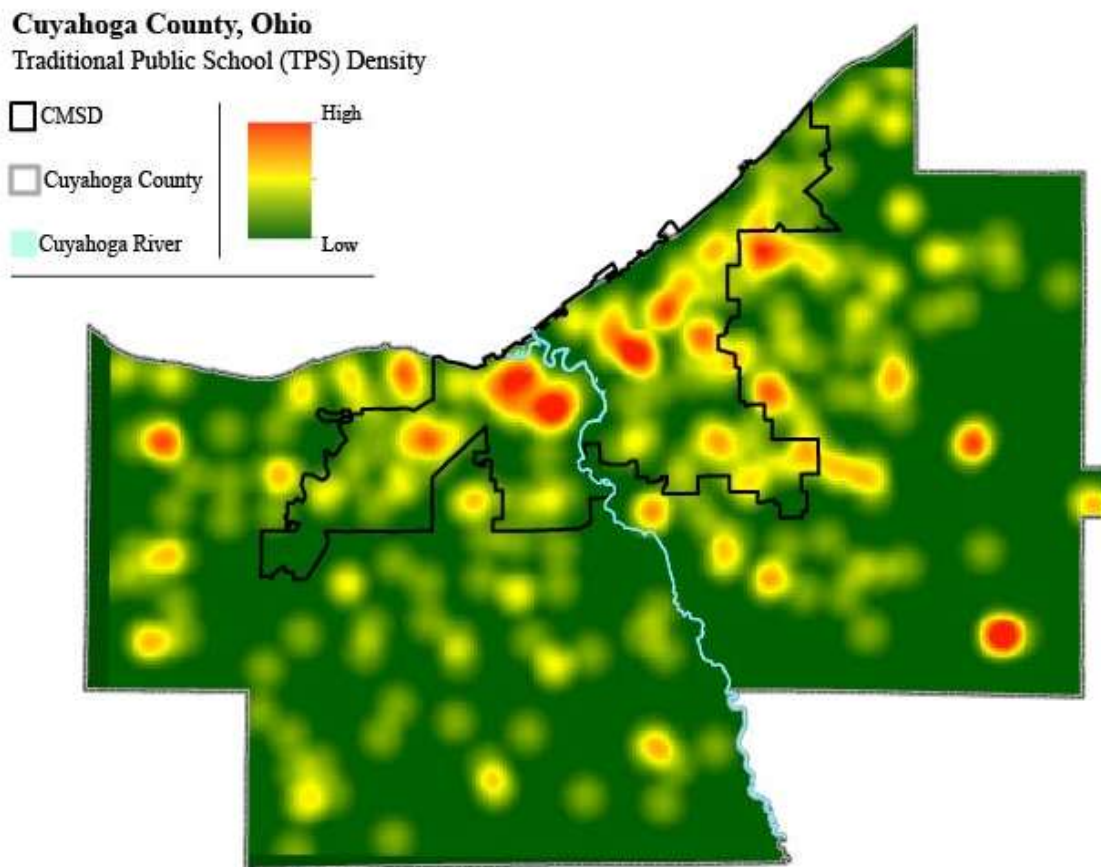 Cuyahoga County, Ohio
Traditional Public School (TPS) Density
CMSD
Cuyahoga County
Cuyahoga River
High
Low